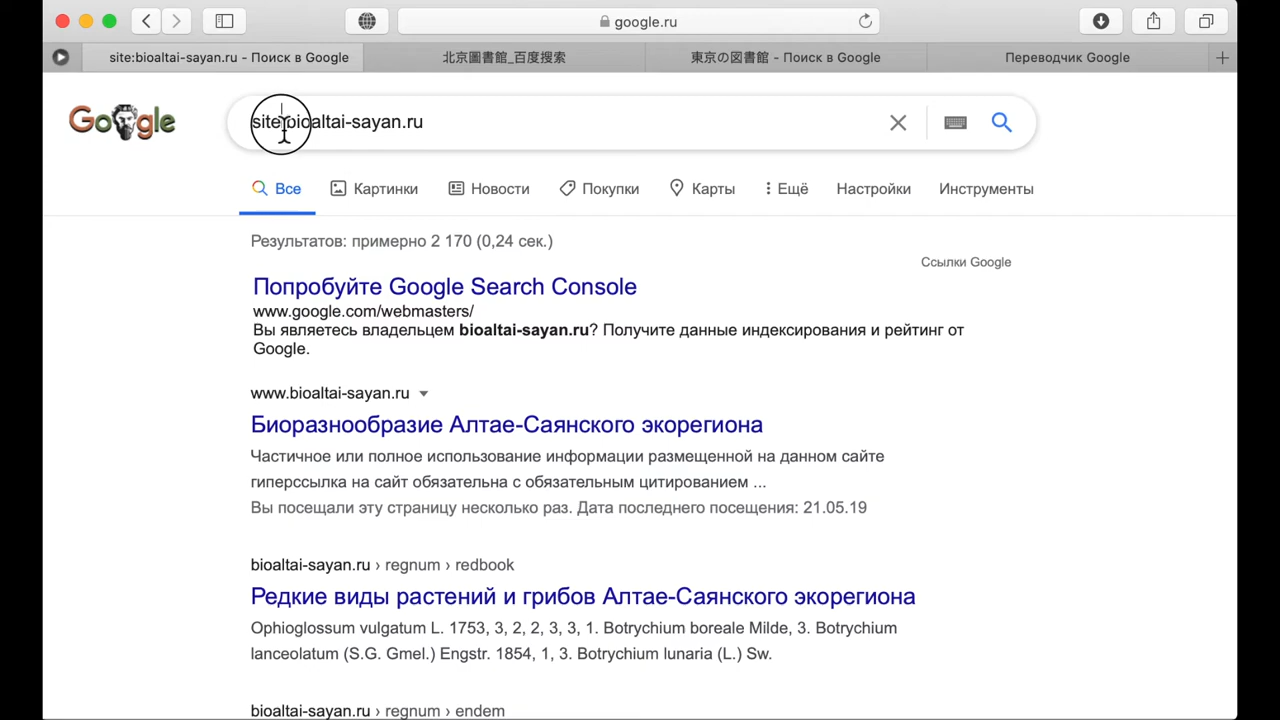 google.ru
site:bioaltai-sayan.ru - Поиск в Google
北京圖書館_百度搜索
東京の図書館 - Поиск в Google
Переводчик Google
Google
site:bioaltai-sayan.ru
Все
Картинки
Новости
Покупки
Карты
Ещё
Настройки
Инструменты
Результатов: примерно 2 170 (0,24 сек.)
Ссылки Google
Попробуйте Google Search Console
www.google.com/webmasters/
Вы являетесь владельцем bioaltai-sayan.ru? Получите данные индексирования и рейтинг от
Google.
www.bioaltai-sayan.ru
Биоразнообразие Алтае-Саянского экорегиона
Частичное или полное использование информации размещенной на данном сайте
гиперссылка на сайт обязательна с обязательным цитированием ...
Вы посещали эту страницу несколько раз. Дата последнего посещения: 21.05.19
bioaltai-sayan.ru › regnum › redbook
Редкие виды растений и грибов Алтае-Саянского экорегиона
Ophioglossum vulgatum L. 1753, 3, 2, 2, 3, 3, 1. Botrychium boreale Milde, 3. Botrychium
lanceolatum (S.G. Gmel.) Engstr. 1854, 1, 3. Botrychium lunaria (L.) Sw.
bioaltai-sayan.ru › regnum › endem